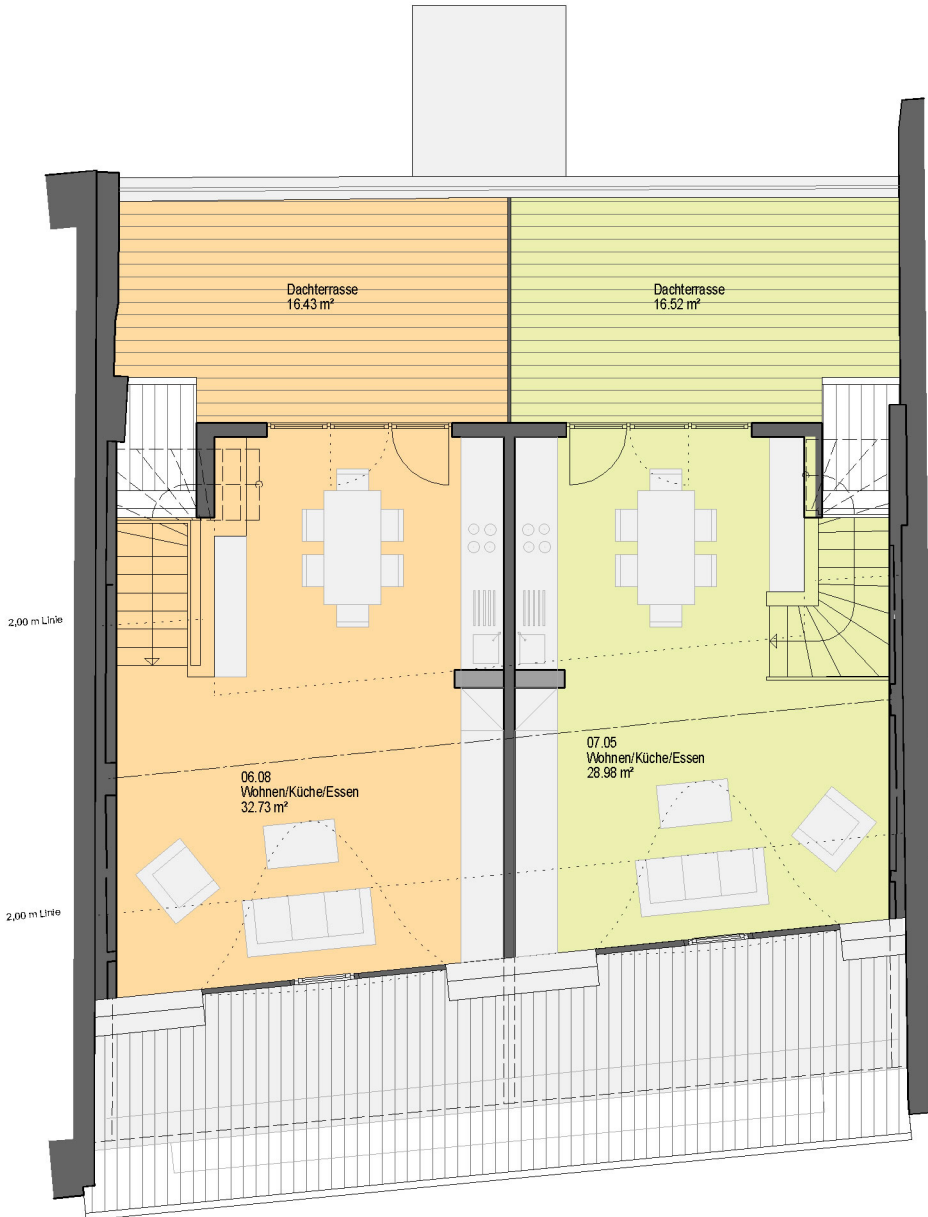 Dachterrasse
16.43 m²
Dachterrasse
16.52 m²
2,00 m Linie
07.05
Wohnen/Küche/Essen
28.98 m²
06.08
Wohnen/Küche/Essen
32.73 m²
2,00 m Linie